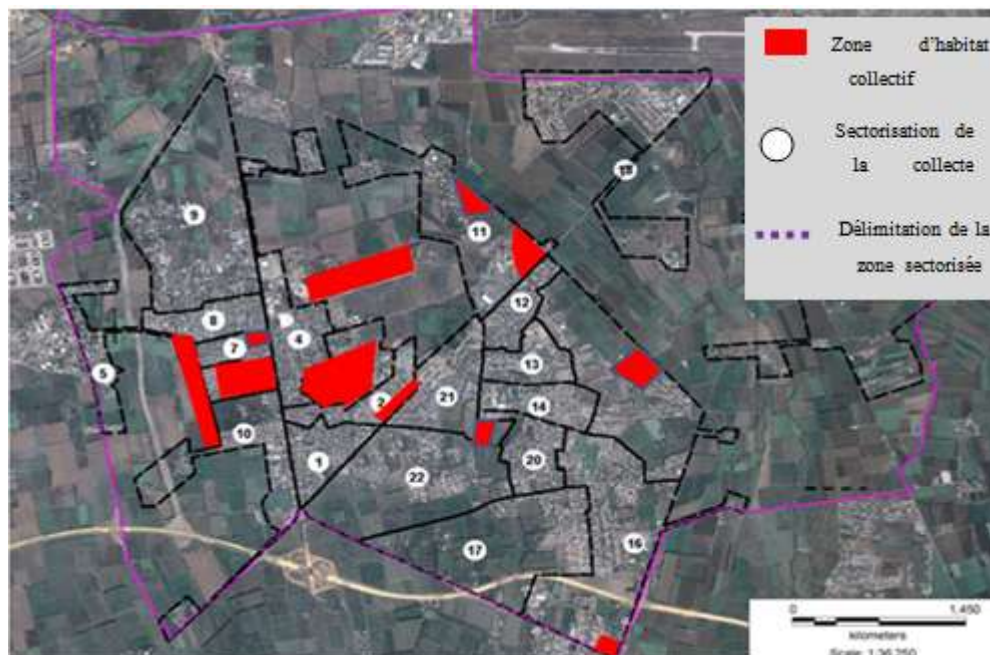 Zone d'habitat
collectif
Sectorisation de
la collecte
Délimitation de la
zone sectorisée
18
9
11
12
8
4
7
13
5
2
21
14
10
1
22
20
17
16
0 1.450
kilometers
Scale: 1:36 250